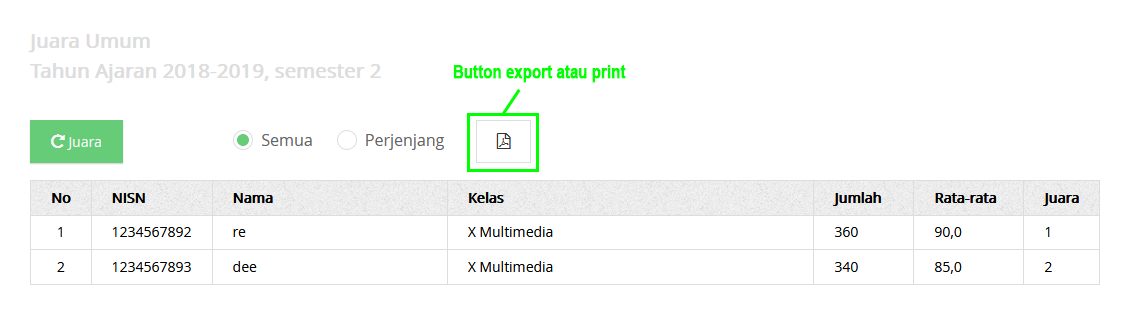 Juara Umum
Tahun Ajaran 2018-2019, semester 2
Button export atau print
Juara
Semua
Perjenjang
No NISN Nama Kelas Jumlah Rata-rata Juara
1 1234567892 re X Multimedia 360 90,0 1
2 1234567893 dee X Multimedia 340 85,0 2